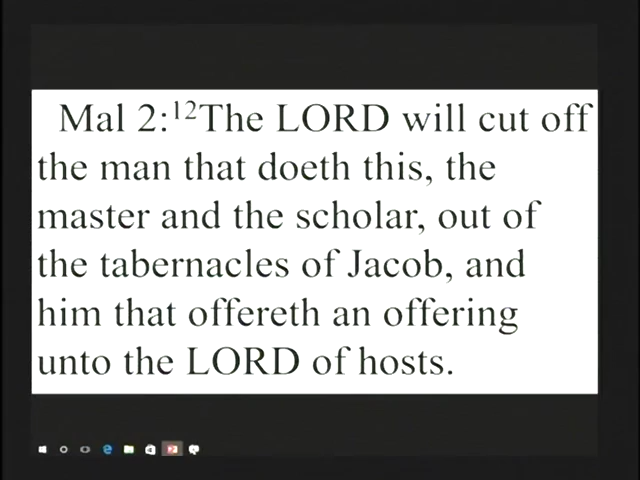 Mal 2:¹²The LORD will cut off
the man that doeth this, the
master and the scholar, out of
the tabernacles of Jacob, and
him that offereth an offering
unto the LORD of hosts.